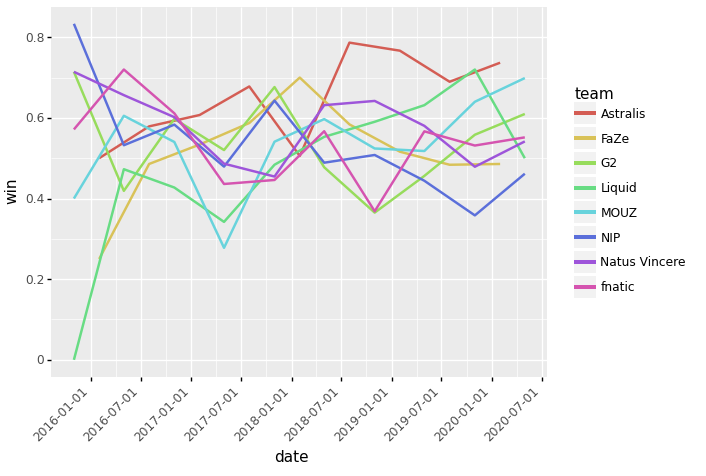 0.8
0.6
0.4
0.2
0
win
2016-01-01
2016-07-01
2017-01-01
2017-07-01
2018-01-01
2018-07-01
2019-01-01
2019-07-01
2020-01-01
2020-07-01
date
team
Astralis
FaZe
G2
Liquid
MOUZ
NIP
Natus Vincere
fnatic